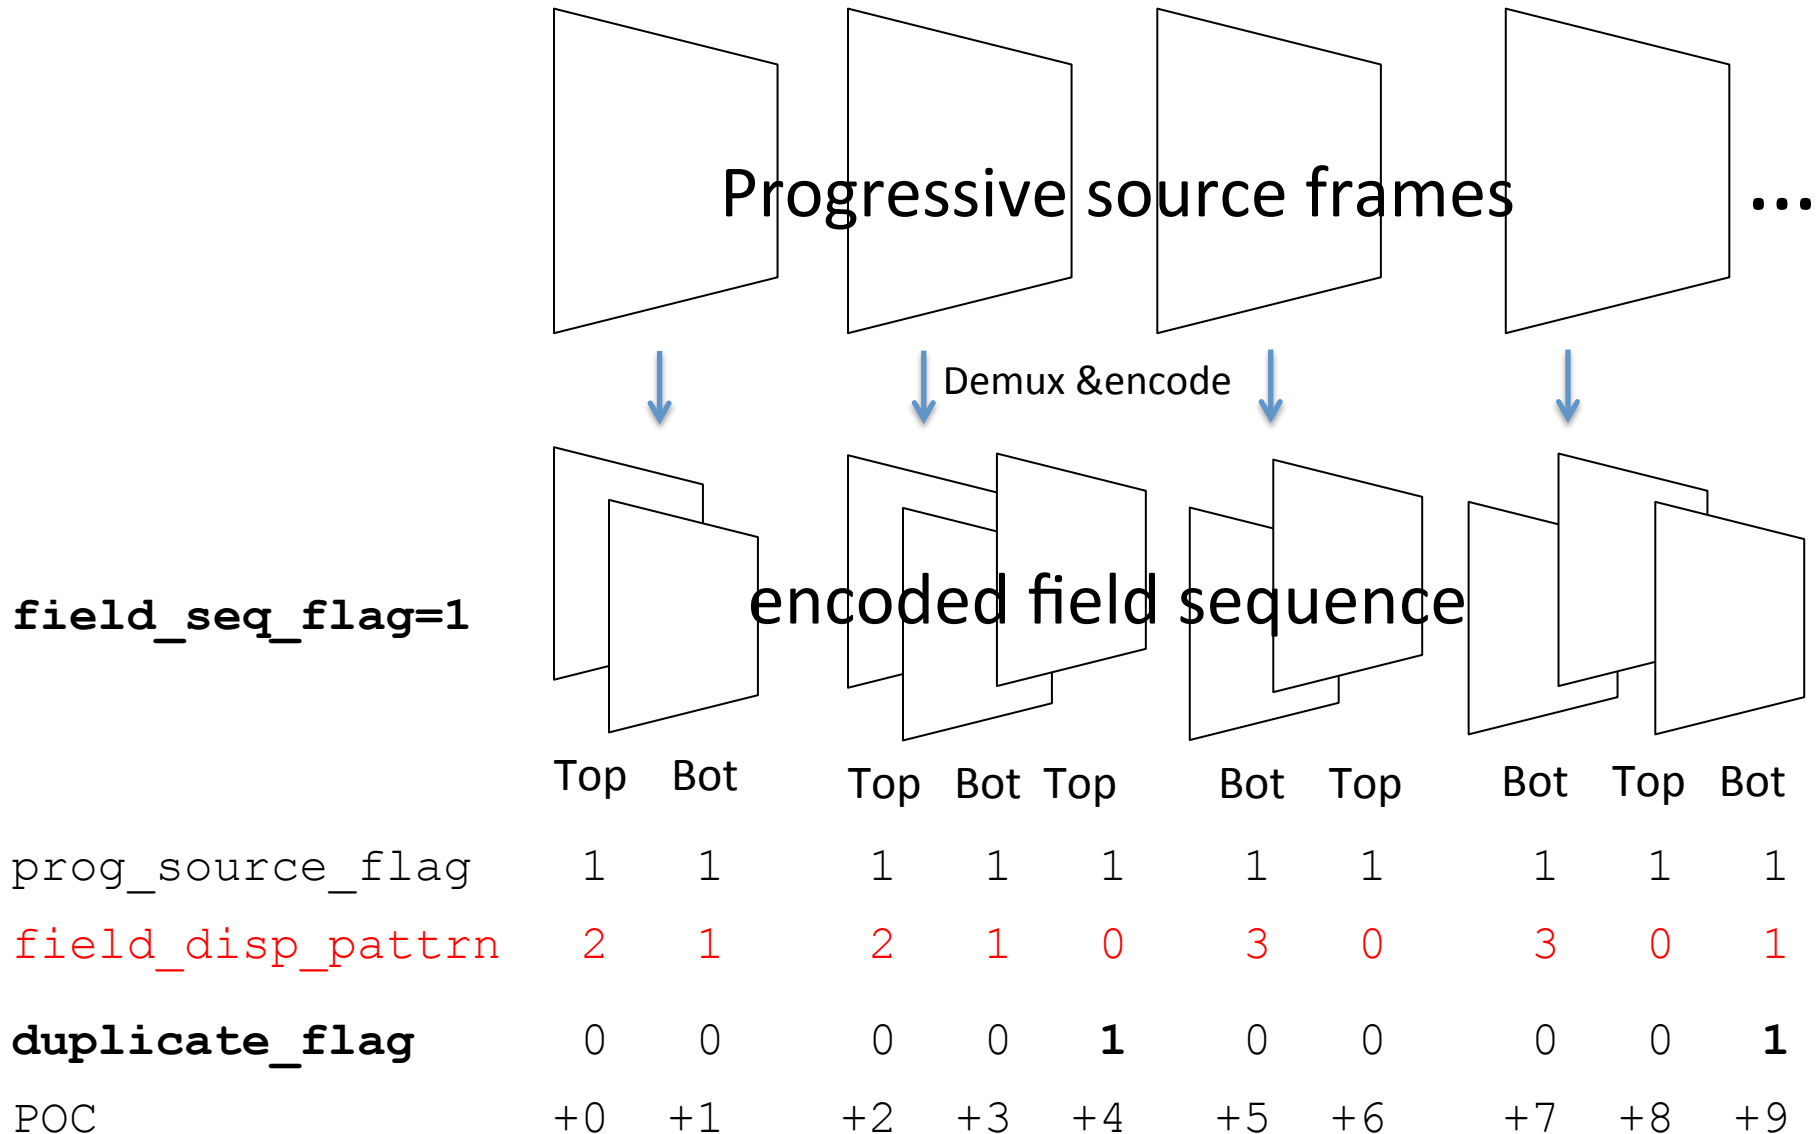 Progressive source frames ...
Demux &encode
field_seq_flag=1 encoded field sequence
Top Bot Top Bot Top Bot Top Bot Top Bot
prog_source_flag 1 1 1 1 1 1 1 1 1 1
field_disp_pattrn 2 1 2 1 0 3 0 3 0 1
duplicate_flag 0 0 0 0 1 0 0 0 0 1
POC +0 +1 +2 +3 +4 +5 +6 +7 +8 +9